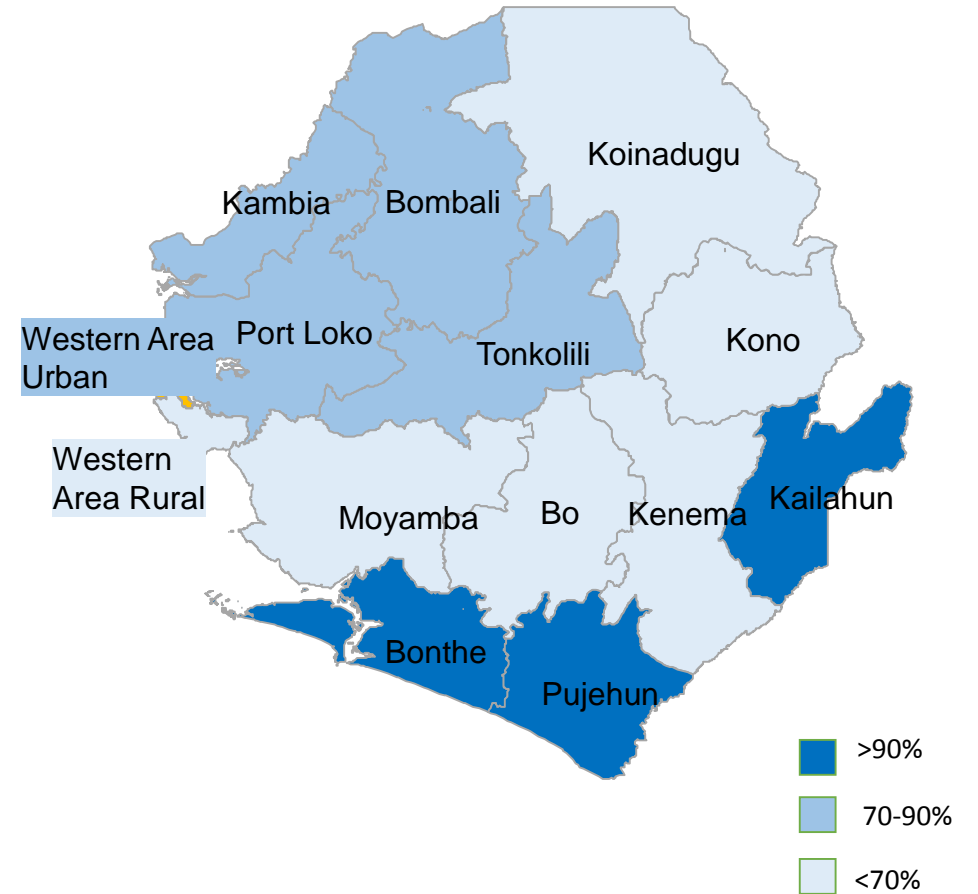 Koinadugu
Kambia
Bombali
Western Area
Urban
Port Loko
Tonkolili
Kono
Western
Area Rural
Moyamba
Bo
Kenema
Kailahun
Bonthe
Pujehun
>90%
70-90%
<70%